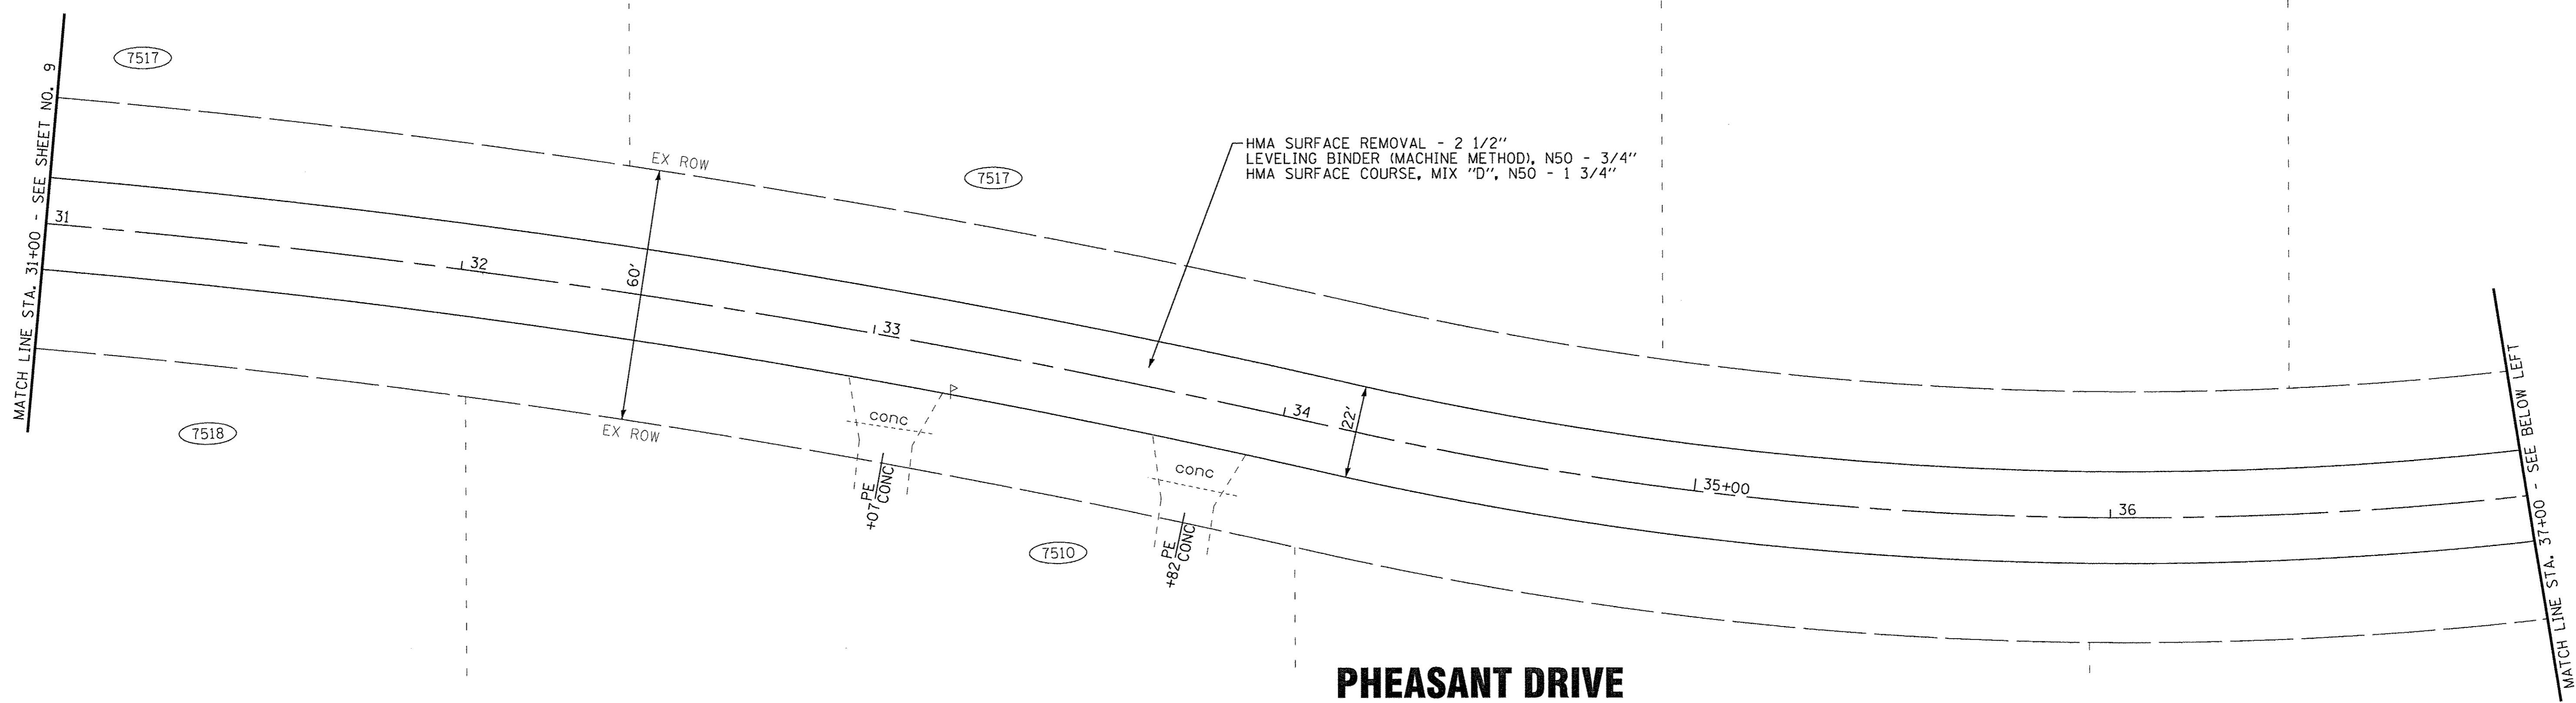 7517
MATCH LINE STA. 31+00 - SEE SHEET NO. 9
EX ROW
7517
HMA SURFACE REMOVAL - 2 1/2"
LEVELING BINDER (MACHINE METHOD), N50 - 3/4"
HMA SURFACE COURSE, MIX "D", N50 - 1 3/4"
31
32
60'
33
34
22'
35+00
36
MATCH LINE STA. 37+00 - SEE BELOW LEFT
7518
EX ROW
conc
+07 PE
CONC
conc
+82 PE
CONC
7510
PHEASANT DRIVE